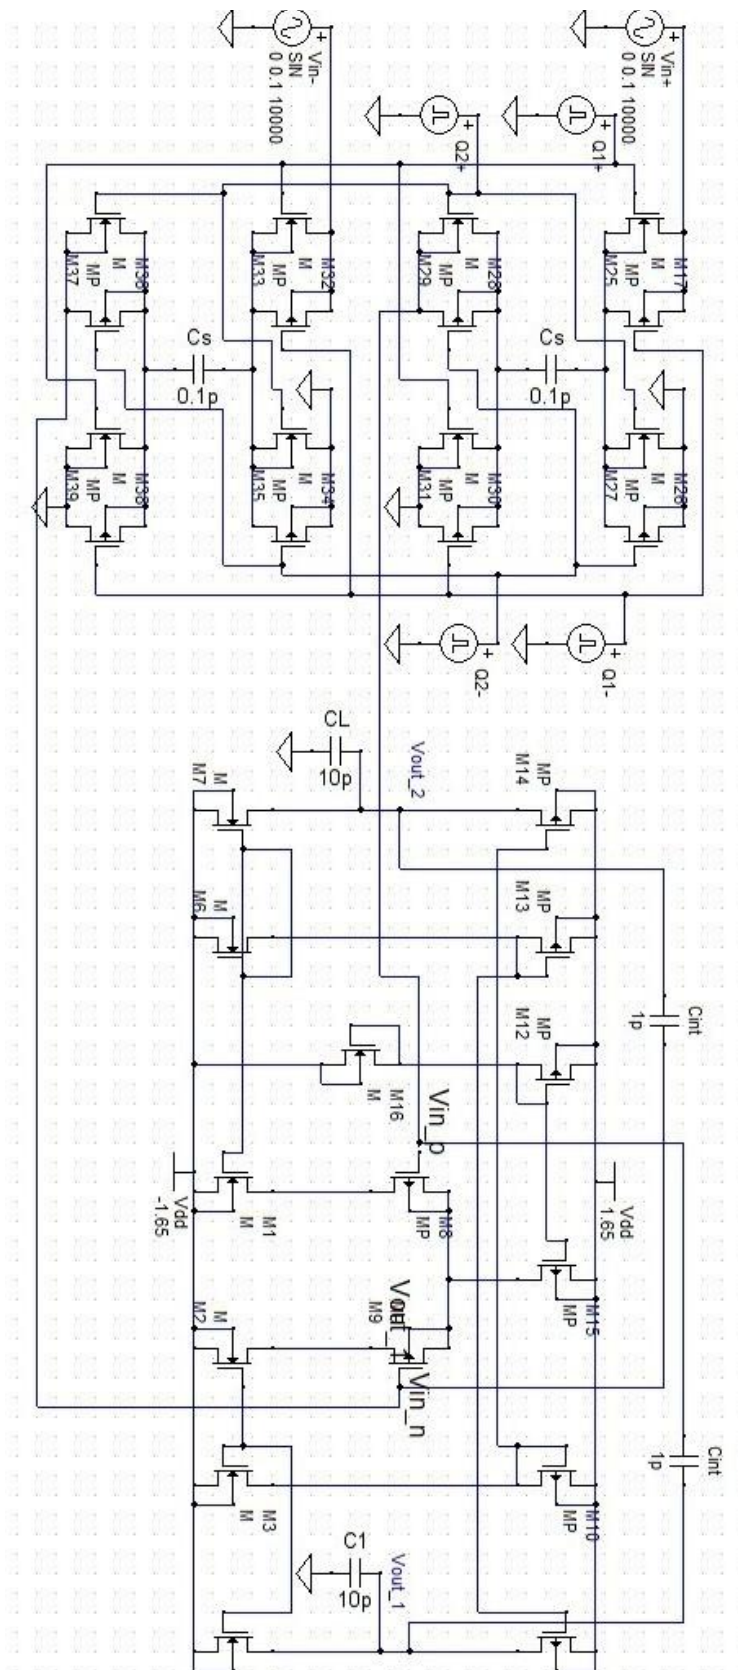 Vin-
SIN
0 0.1 10000
Vin+
SIN
0 0.1 10000
Q2+
Q1+
M37
MP
M
M36
M33
MP
M
M32
M29
MP
M
M28
M25
MP
M
M17
Cs
0.1p
Cs
0.1p
M39
MP
M
M38
M35
MP
M
M34
M31
MP
M
M30
M27
MP
M
M26
Q2-
Q1-
CL
10p
Vout_2
M7
M
M14
MP
M6
M
M13
MP
M12
MP
Cint
1p
M16
M
Vin_p
Vdd
-1.65
M1
M
M8
MP
Vdd
1.65
M15
MP
M2
M
M9
Vin_n
M3
M
M10
MP
Cint
1p
C1
10p
Vout_1